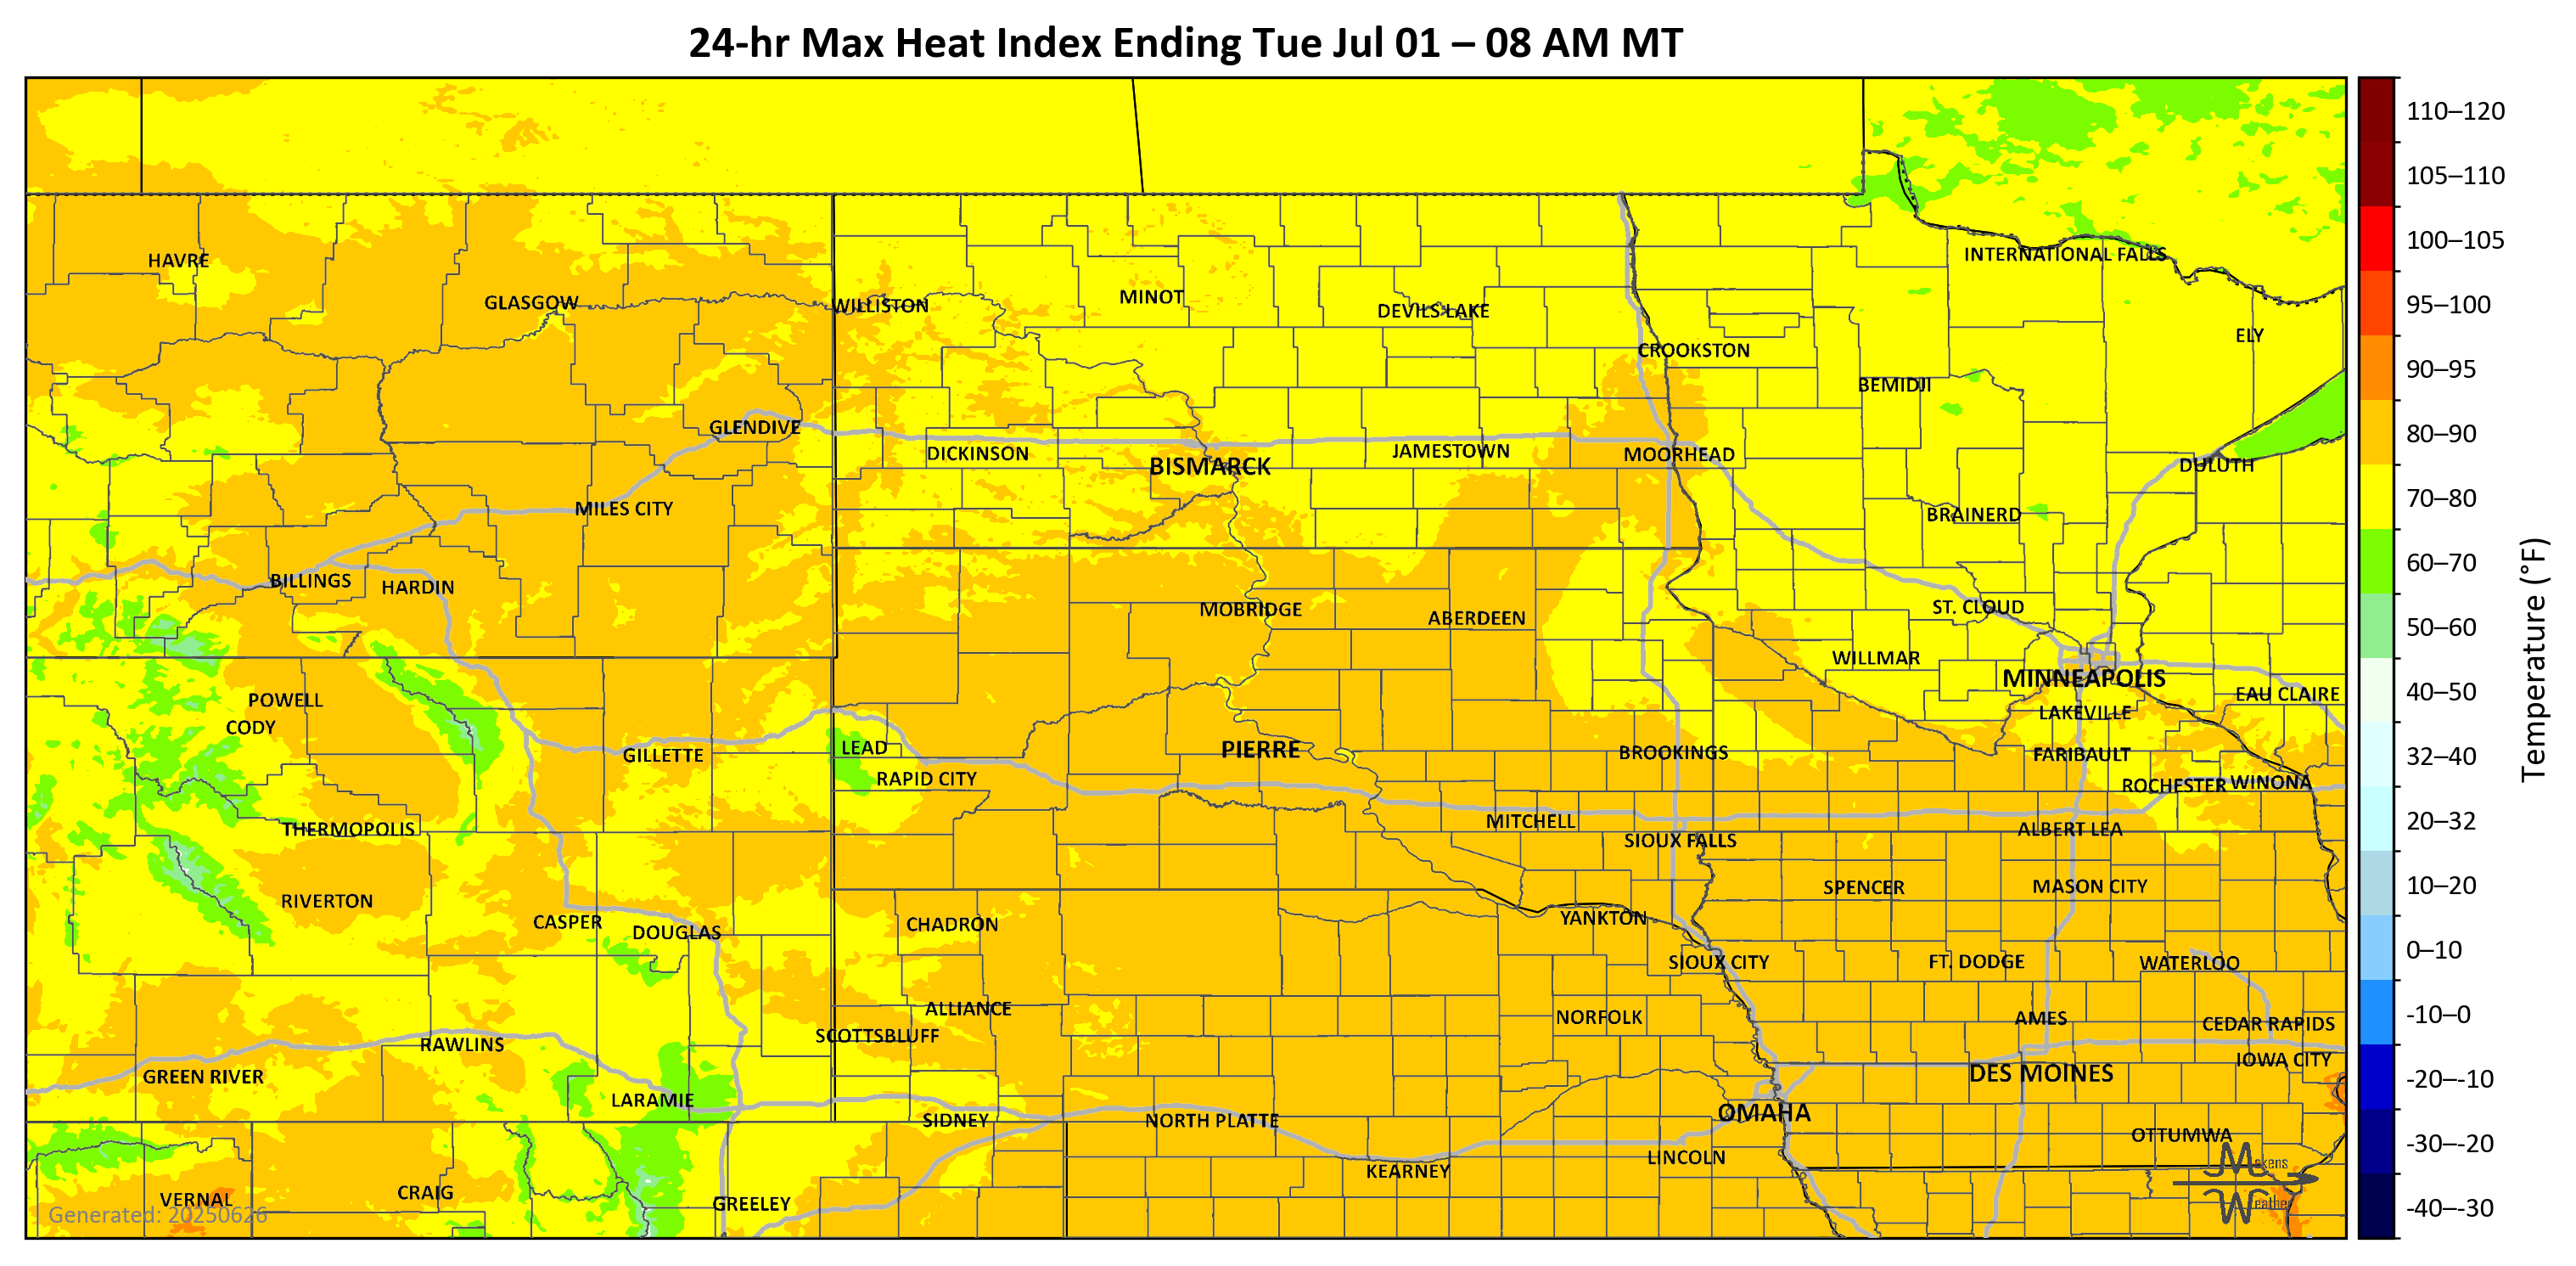 24-hr Max Heat Index Ending Tue Jul 01 – 08 AM MT
110–120
105–110
100–105
95–100
90–95
80–90
70–80
60–70
50–60
40–50
32–40
20–32
10–20
0–10
-10–0
-20–-10
-30–-20
-40–-30
Temperature (°F)
INTERNATIONAL FALLS
HAVRE
GLASGOW
WILLISTON
MINOT
DEVILS LAKE
ELY
CROOKSTON
BEMIDJI
GLENDIVE
DICKINSON
BISMARCK
JAMESTOWN
MOORHEAD
DULUTH
MILES CITY
BRAINERD
BILLINGS
HARDIN
MOBRIDGE
ABERDEEN
ST. CLOUD
WILLMAR
MINNEAPOLIS
EAU CLAIRE
POWELL
CODY
LAKEVILLE
GILLETTE
LEAD
PIERRE
BROOKINGS
FARIBAULT
RAPID CITY
ROCHESTER
WINONA
THERMOPOLIS
MITCHELL
SIOUX FALLS
ALBERT LEA
RIVERTON
SPENCER
MASON CITY
CASPER
DOUGLAS
CHADRON
YANKTON
SIOUX CITY
FT. DODGE
WATERLOO
ALLIANCE
NORFOLK
AMES
CEDAR RAPIDS
SCOTTSBLUFF
RAWLINS
IOWA CITY
GREEN RIVER
DES MOINES
LARAMIE
OMAHA
SIDNEY
NORTH PLATTE
OTTUMWA
LINCOLN
KEARNEY
VERNAL
CRAIG
GREELEY
Generated: 20250626
Makens
Weather